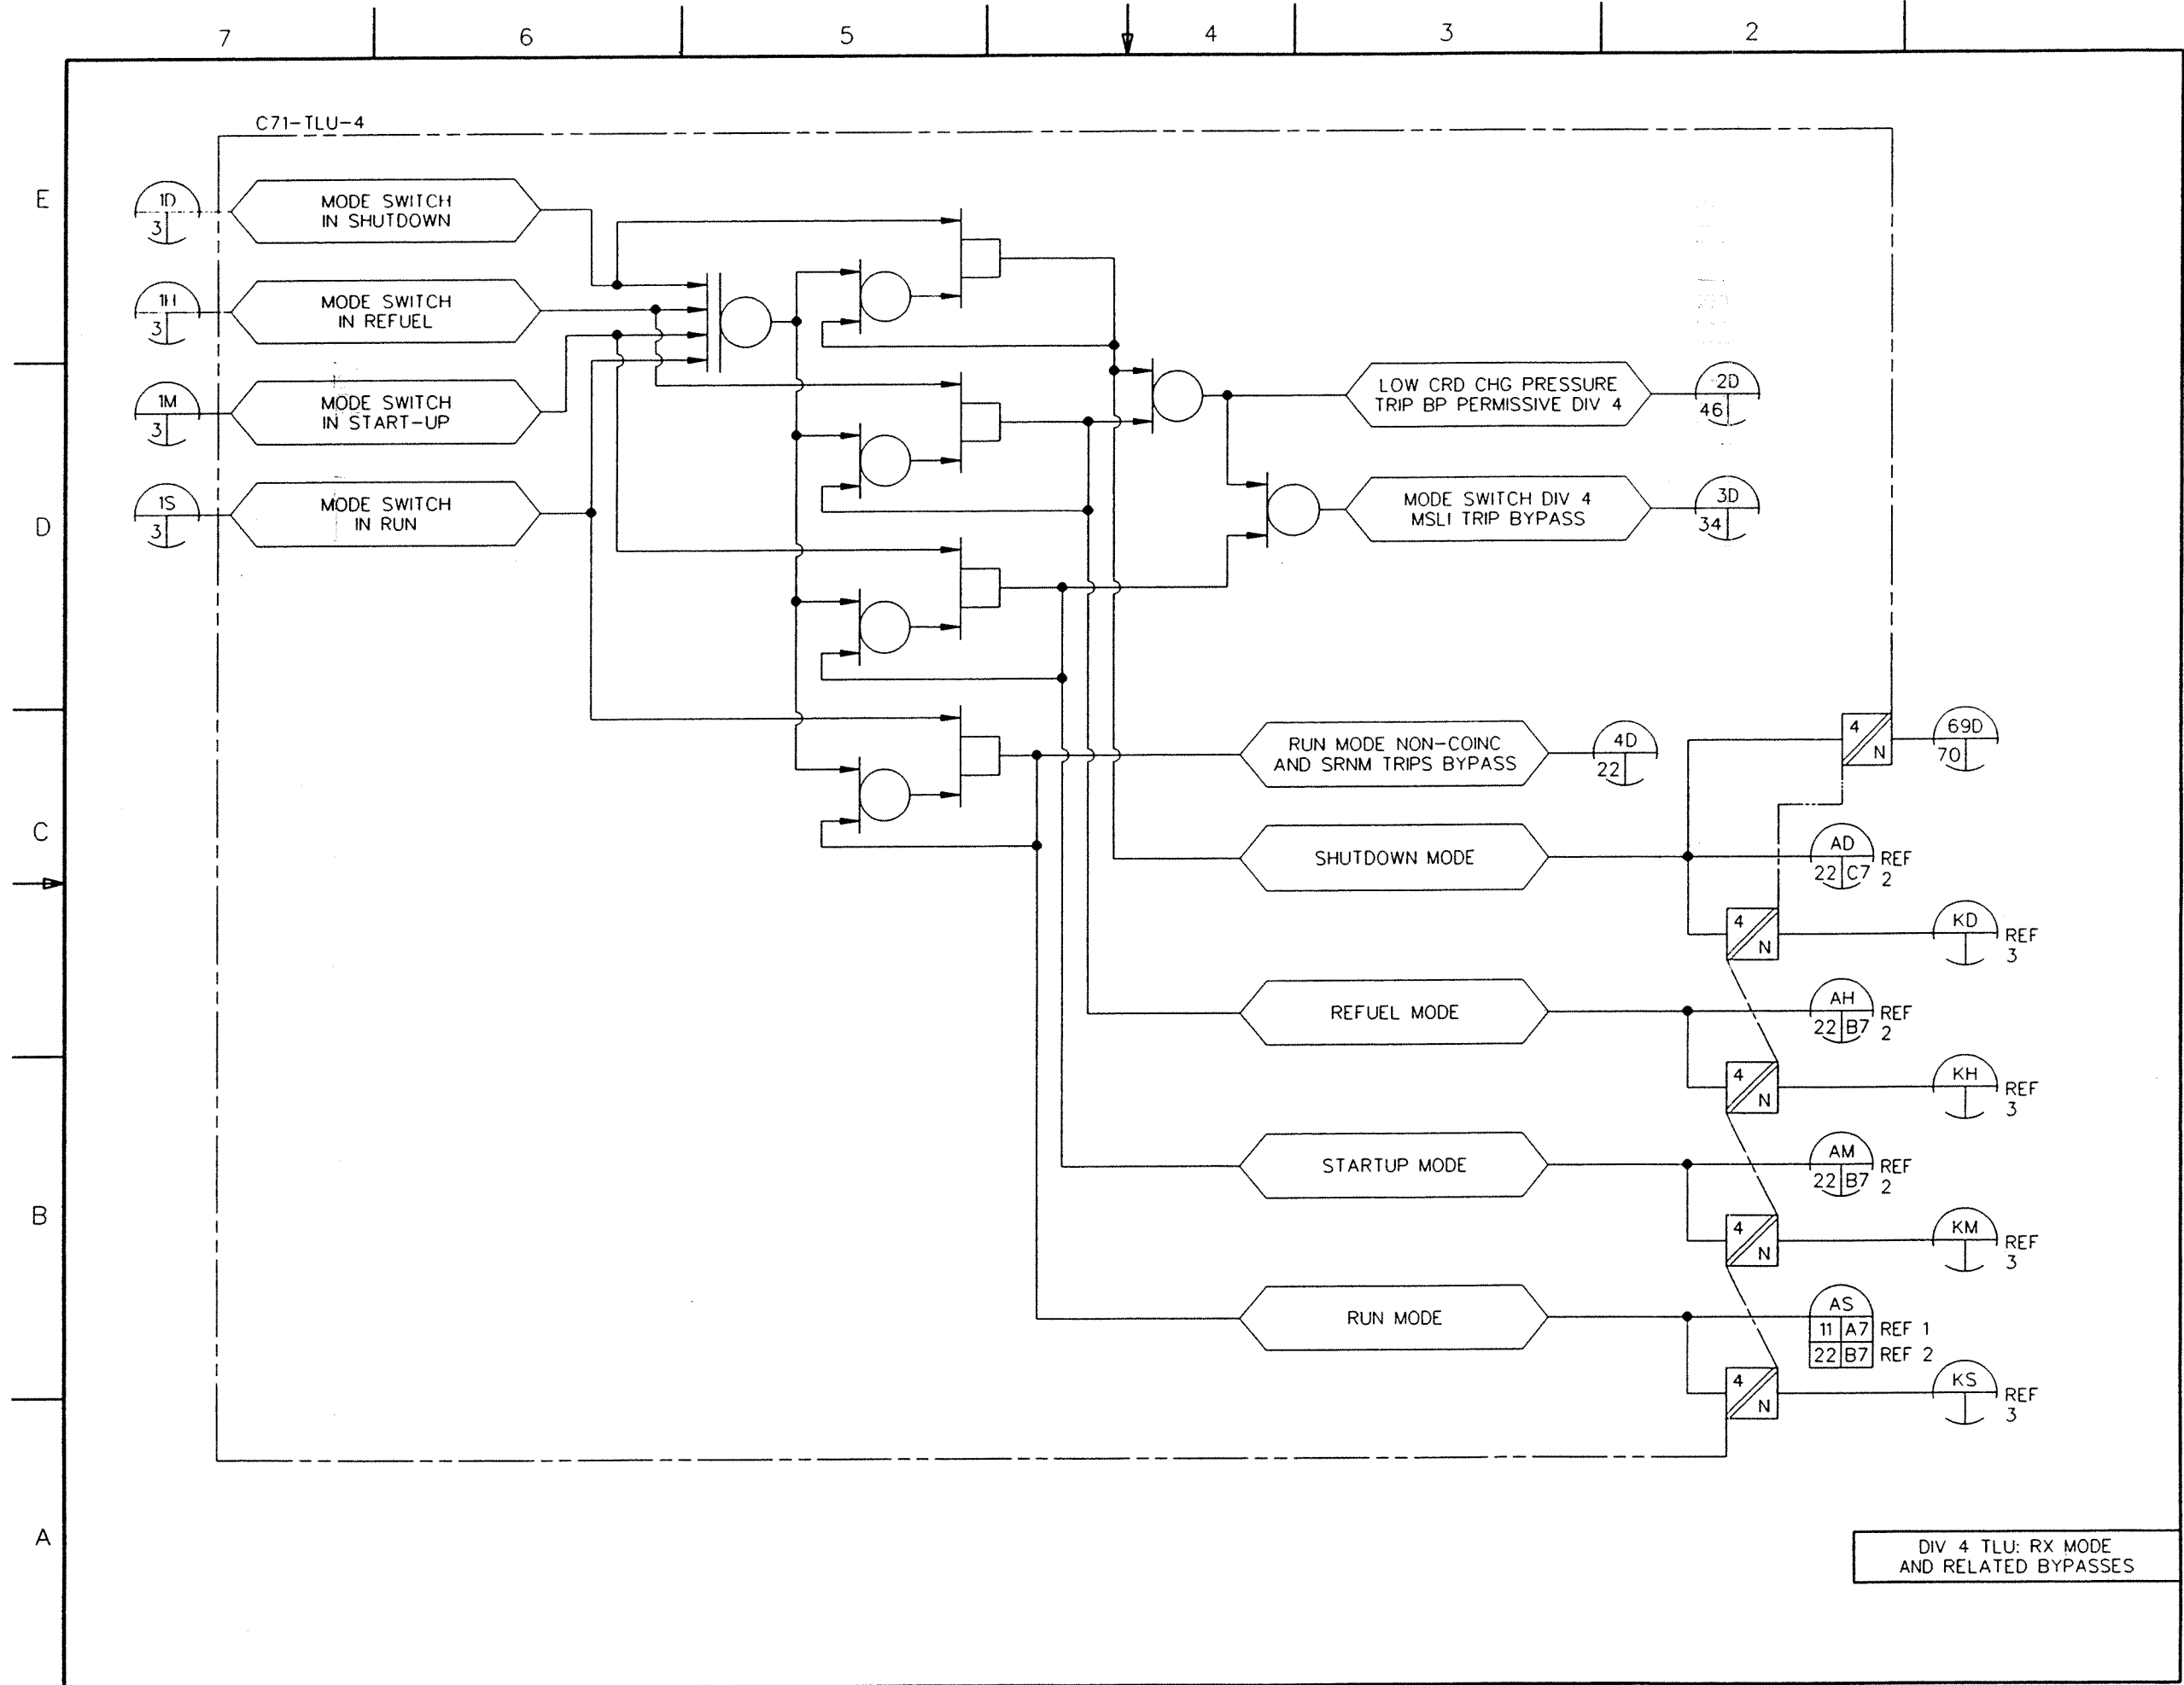 7 6 5 4 3 2
C71-TLU-4
E
1D
3
MODE SWITCH
IN SHUTDOWN
1H
3
MODE SWITCH
IN REFUEL
1M
3
MODE SWITCH
IN START-UP
LOW CRD CHG PRESSURE
TRIP BP PERMISSIVE DIV 4
2D
46
D
1S
3
MODE SWITCH
IN RUN
MODE SWITCH DIV 4
MSLI TRIP BYPASS
3D
34
RUN MODE NON-COINC
AND SRNM TRIPS BYPASS
4D
22
4
N
69D
70
C
SHUTDOWN MODE
AD
22 C7
REF
2
4
N
KD
REF
3
REFUEL MODE
AH
22 B7
REF
2
4
N
KH
REF
3
STARTUP MODE
AM
22 B7
REF
2
B
4
N
KM
REF
3
RUN MODE
AS
11 A7 REF 1
22 B7 REF 2
4
N
KS
REF
3
A
DIV 4 TLU: RX MODE
AND RELATED BYPASSES